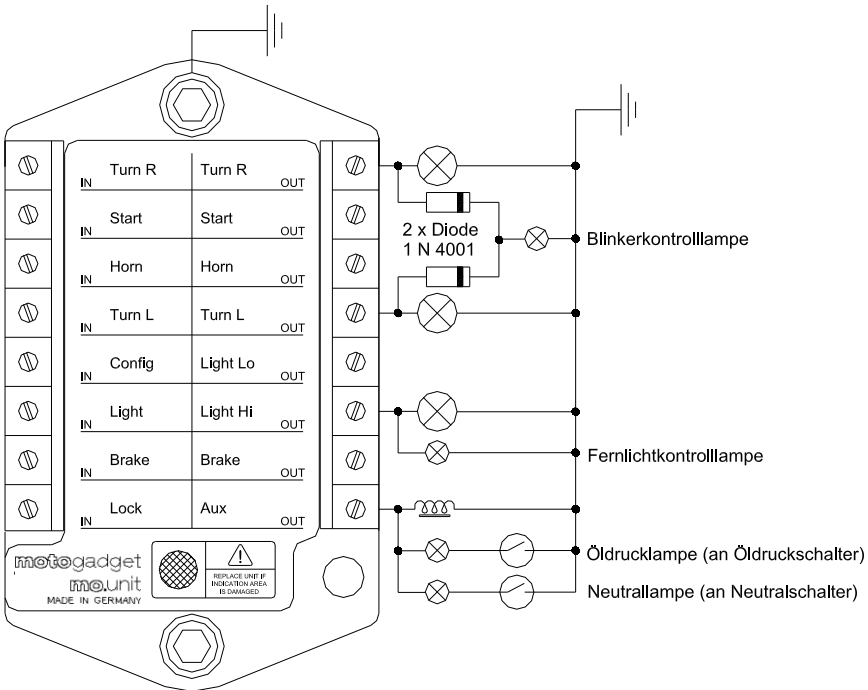 IN Turn R Turn R OUT
IN Start Start OUT
IN Horn Horn OUT
IN Turn L Turn L OUT
IN Config Light Lo OUT
IN Light Light Hi OUT
IN Brake Brake OUT
IN Lock Aux OUT
motogadget
mo.unit
MADE IN GERMANY
REPLACE UNIT IF
INDICATION AREA
IS DAMAGED
2 x Diode
1 N 4001
Blinkerkontrolllampe
Fernlichtkontrolllampe
Öldrucklampe (an Öldruckschalter)
Neutrallampe (an Neutralschalter)